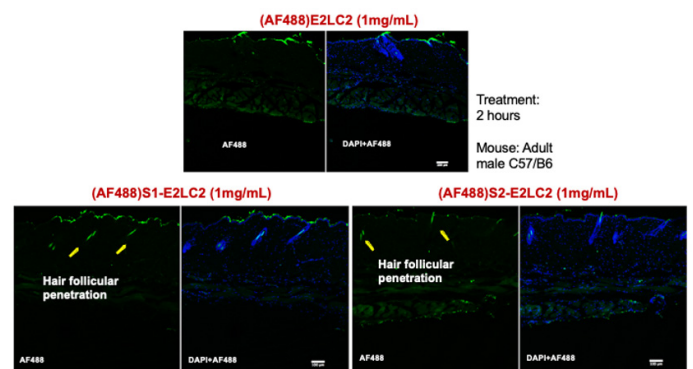 (AF488)E2LC2 (1mg/mL)
AF488
DAPI+AF488
Treatment:
2 hours
Mouse: Adult
male C57/B6
(AF488)S1-E2LC2 (1mg/mL)
(AF488)S2-E2LC2 (1mg/mL)
Hair follicular
penetration
AF488
DAPI+AF488
Hair follicular
penetration
AF488
DAPI+AF488